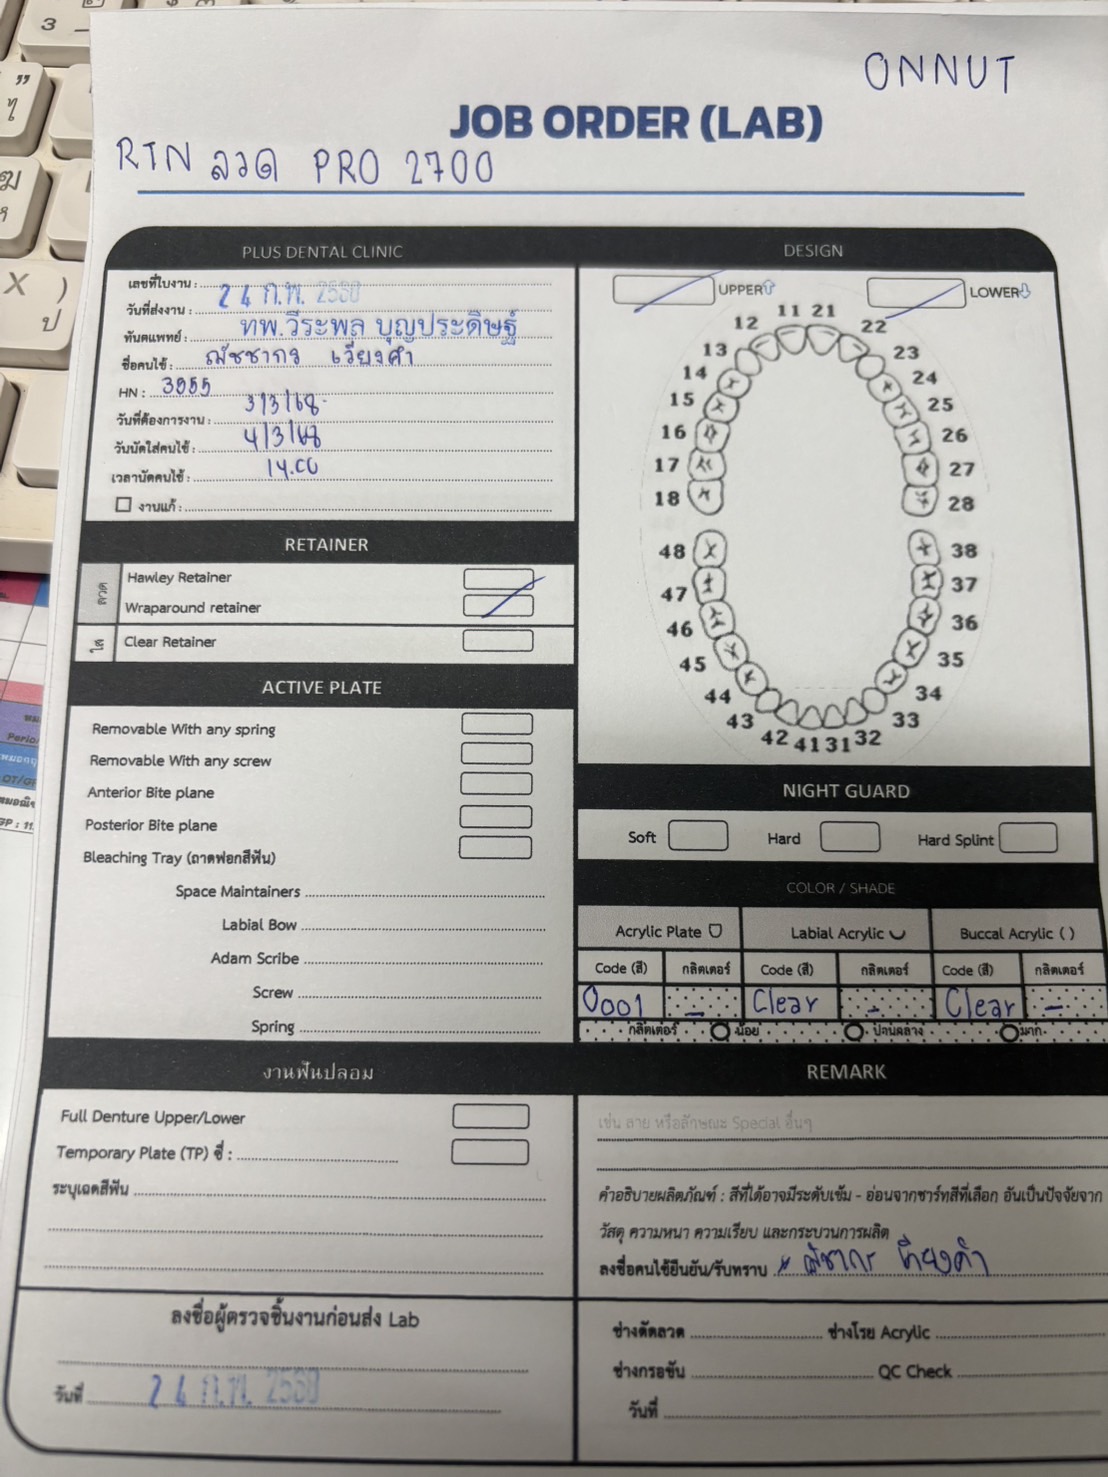 ONNUT
JOB ORDER (LAB)
RTN ลวด PRO 2700
PLUS DENTAL CLINIC
เลขที่ใบงาน :
วันที่ส่งงาน : 24 ก.พ.
ทันตแพทย์ : ทพ.วีระพล บุญประดิษฐ์
ชื่อคนไข้ : ณัชชากร เวียงคำ
HN : 3955
วันที่ต้องการงาน : 3/3/68
วันนัดใส่คนไข้ : 4/3/68
เวลานัดคนไข้ : 14.00
งานแก้ :
DESIGN
UPPER
LOWER
11 21
12 22
13 23
14 24
15 25
16 26
17 27
18 28
48 38
47 37
46 36
45 35
44 34
43 33
42 41 31 32
RETAINER
ลวด
Hawley Retainer
Wraparound retainer
ใส
Clear Retainer
ACTIVE PLATE
Removable With any spring
Removable With any screw
Anterior Bite plane
Posterior Bite plane
Bleaching Tray (ถาดฟอกสีฟัน)
Space Maintainers
Labial Bow
Adam Scribe
Screw
Spring
NIGHT GUARD
Soft Hard Hard Splint
COLOR / SHADE
Acrylic Plate Labial Acrylic Buccal Acrylic ( )
Code (สี) กลิตเตอร์ Code (สี) กลิตเตอร์ Code (สี) กลิตเตอร์
0001 - Clear - Clear -
กลิตเตอร์ น้อย ปานกลาง มาก
งานฟันปลอม
Full Denture Upper/Lower
Temporary Plate (TP) ซี่ :
ระบุเฉดสีฟัน
REMARK
เช่น ลาย หรือลักษณะ Special อื่นๆ
คำอธิบายผลิตภัณฑ์ : สีที่ได้อาจมีระดับเข้ม - อ่อนจากชาร์ทสีที่เลือก อันเป็นปัจจัยจาก
วัสดุ ความหนา ความเรียบ และกระบวนการผลิต
ลงชื่อคนไข้ยืนยัน/รับทราบ
ลงชื่อผู้ตรวจชิ้นงานก่อนส่ง Lab
วันที่ 24 ก.พ.
ช่างดัดลวด ช่างโรย Acrylic
ช่างกรอขัน QC Check
วันที่